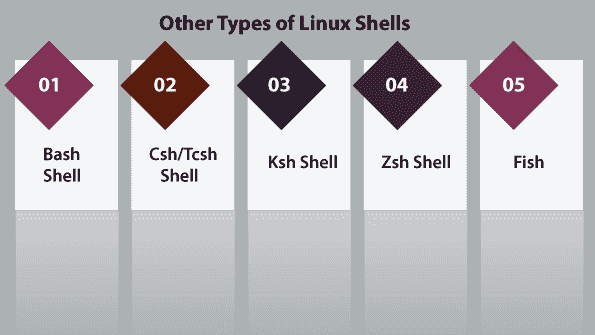 Other Types of Linux Shells
01
Bash
Shell
02
Csh/Tcsh
Shell
03
Ksh Shell
04
Zsh Shell
05
Fish